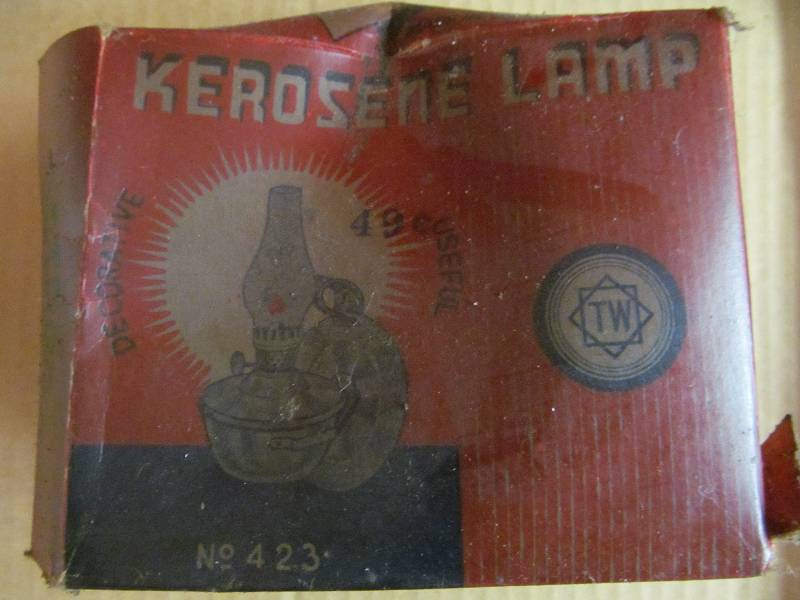 KEROSENE LAMP
DECORATIVE
49¢
USEFUL
TW
Nº 423